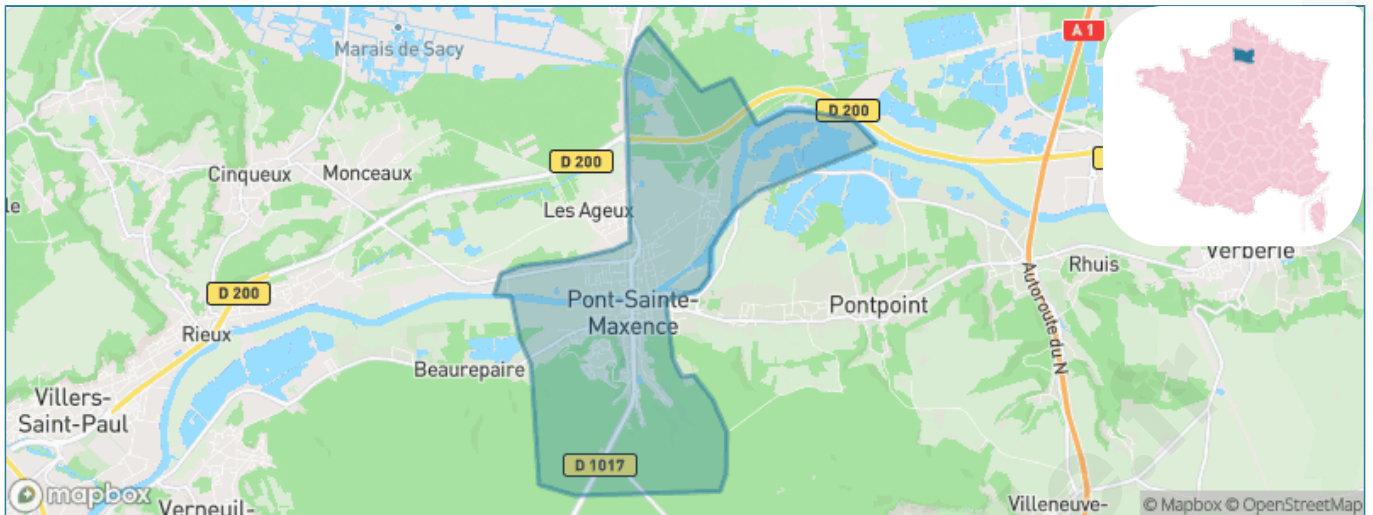 Marais de Sacy
A 1
D 200
D 200
Cinqueux
Monceaux
le
Les Ageux
Verberie
Rhuis
D 200
Pont-Sainte-
Maxence
Pontpoint
Autoroute du N
Rieux
Beaurepaire
Villers-
Saint-Paul
D 1017
mapbox
Verneuil-
Villeneuve-
© Mapbox © OpenStreetMap